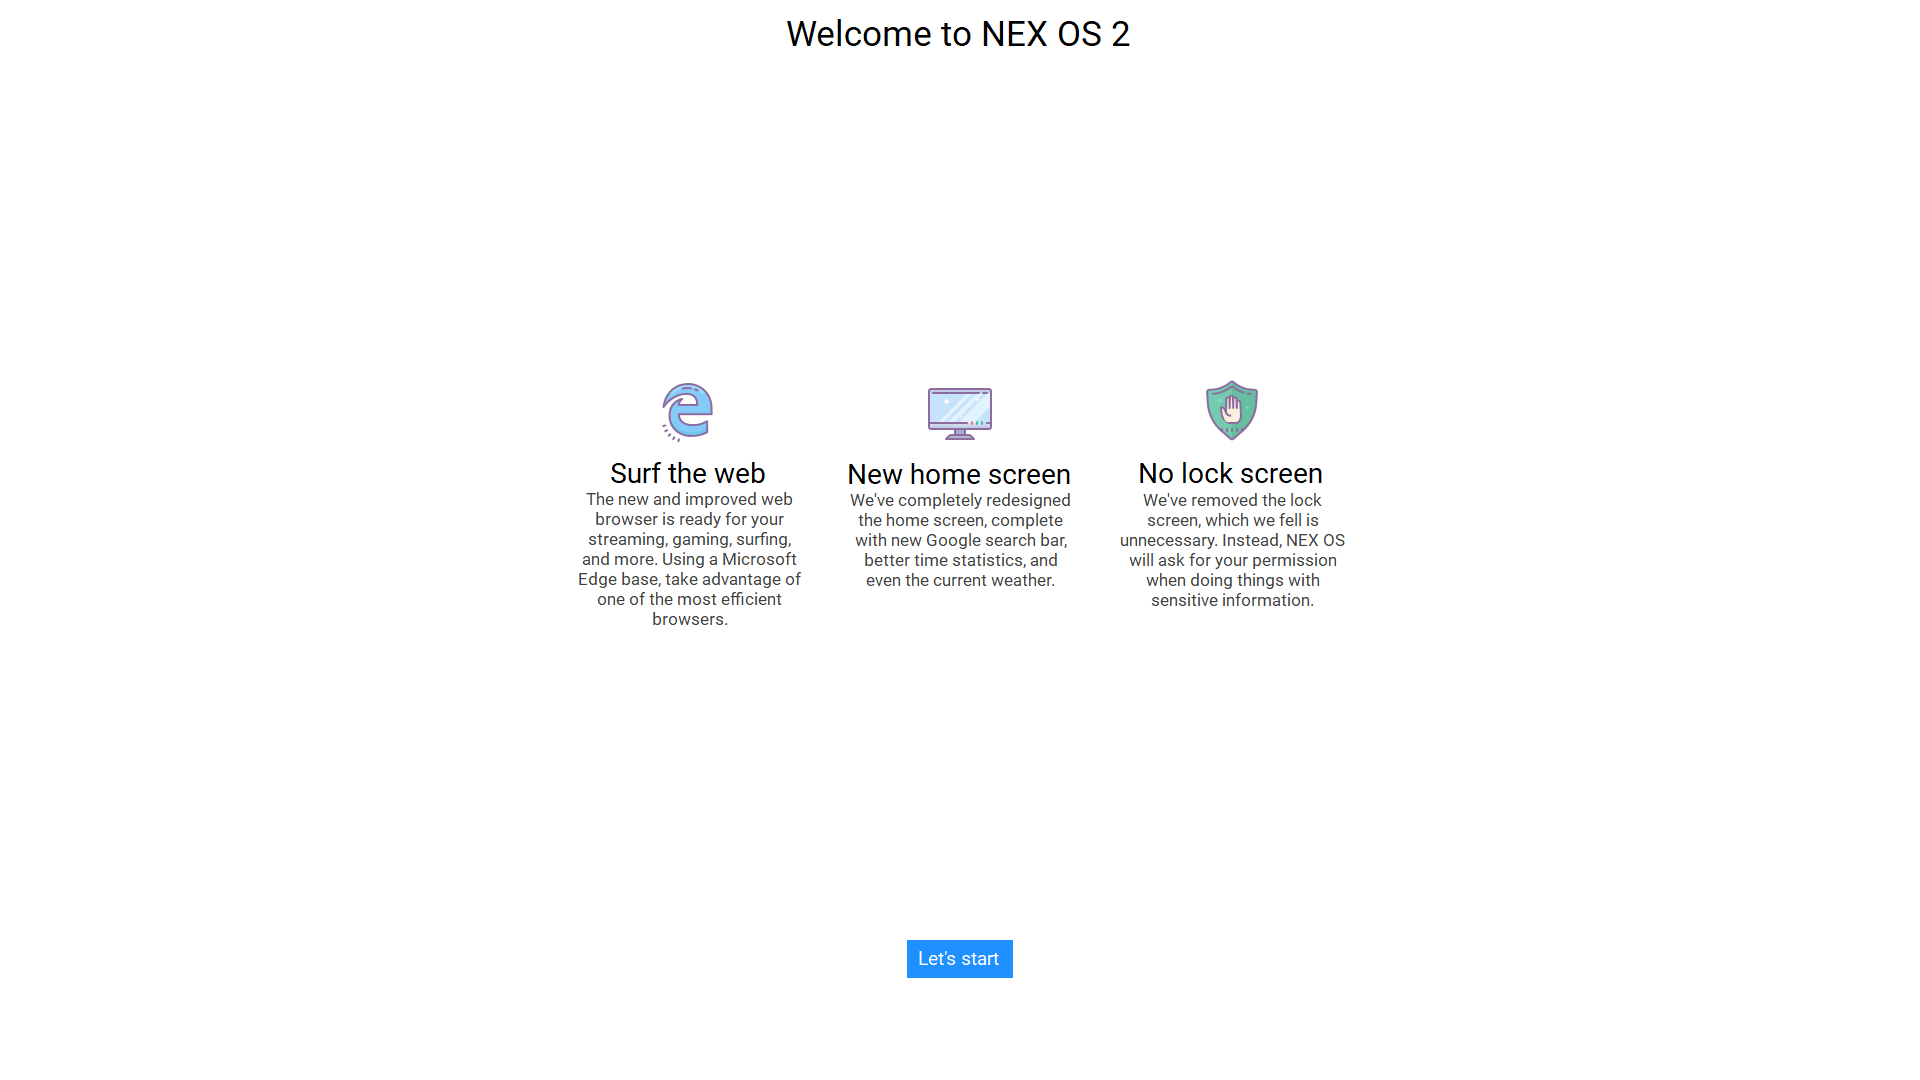 Welcome to NEX OS 2
Surf the web
The new and improved web
browser is ready for your
streaming, gaming, surfing,
and more. Using a Microsoft
Edge base, take advantage of
one of the most efficient
browsers.
New home screen
We've completely redesigned
the home screen, complete
with new Google search bar,
better time statistics, and
even the current weather.
No lock screen
We've removed the lock
screen, which we fell is
unnecessary. Instead, NEX OS
will ask for your permission
when doing things with
sensitive information.
Let's start